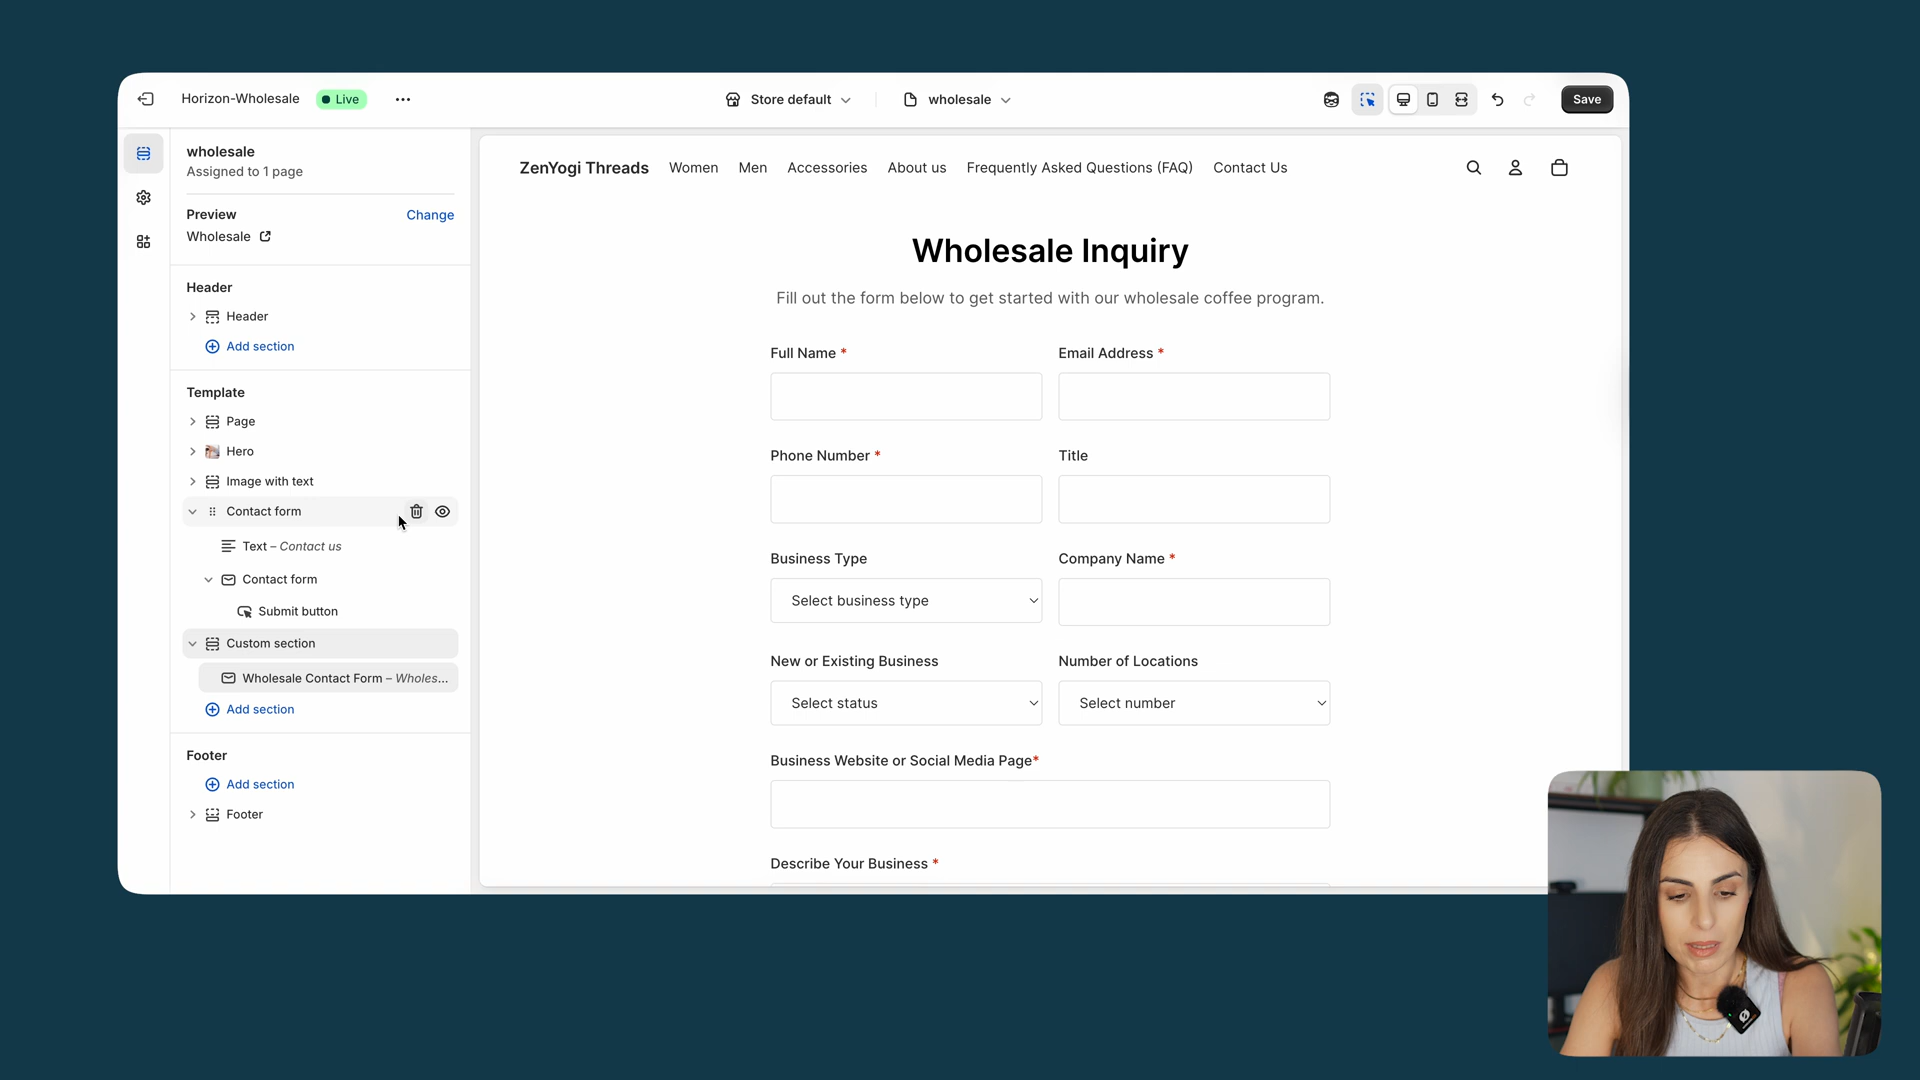 Horizon-Wholesale
Live
Store default
wholesale
Save
wholesale
Assigned to 1 page
Preview
Change
Wholesale
Header
Header
Add section
Template
Page
Hero
Image with text
Contact form
Text – Contact us
Contact form
Submit button
Custom section
Wholesale Contact Form – Wholes...
Add section
Footer
Add section
Footer
ZenYogi Threads Women Men Accessories About us Frequently Asked Questions (FAQ) Contact Us
Wholesale Inquiry
Fill out the form below to get started with our wholesale coffee program.
Full Name *
Email Address *
Phone Number *
Title
Business Type
Company Name *
Select business type
New or Existing Business
Number of Locations
Select status
Select number
Business Website or Social Media Page*
Describe Your Business *